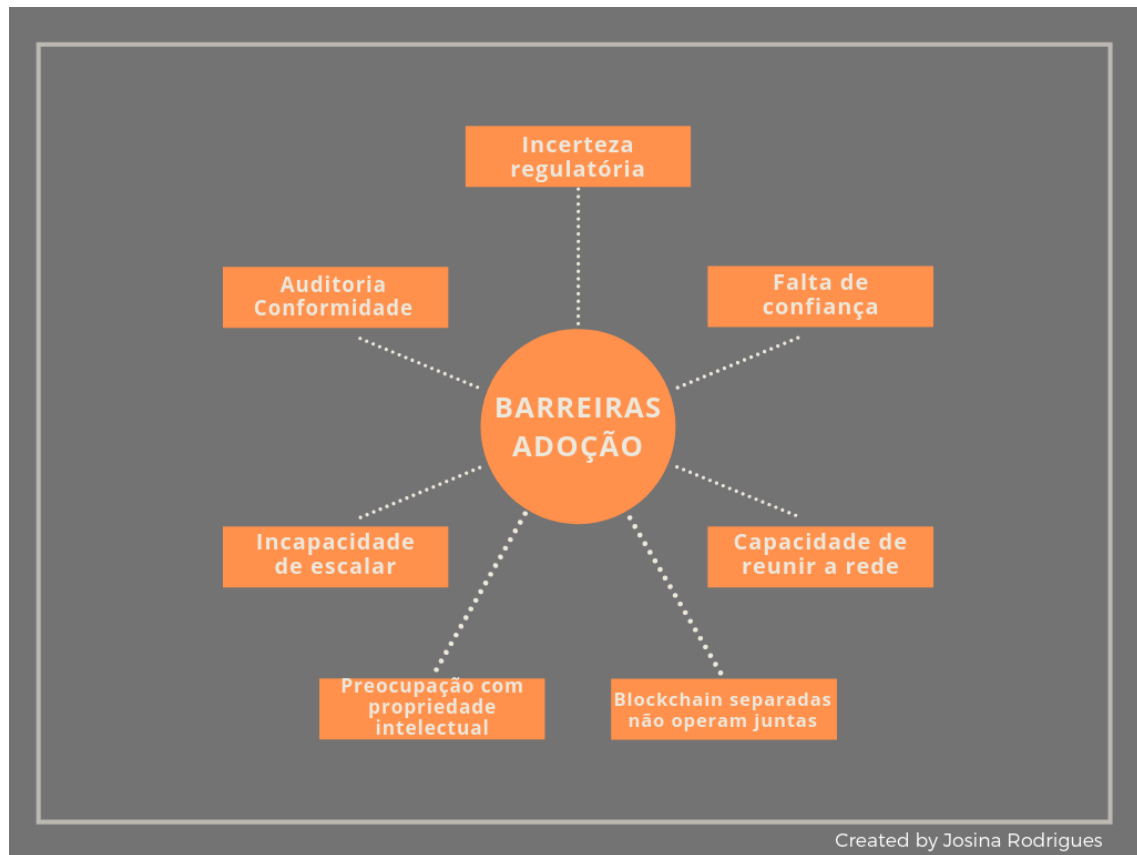 Incerteza
regulatória
Auditoria
Conformidade
Falta de
confiança
BARREIRAS
ADOÇÃO
Incapacidade
de escalar
Capacidade de
reunir a rede
Preocupação com
propriedade
intelectual
Blockchain separadas
não operam juntas
Created by Josina Rodrigues